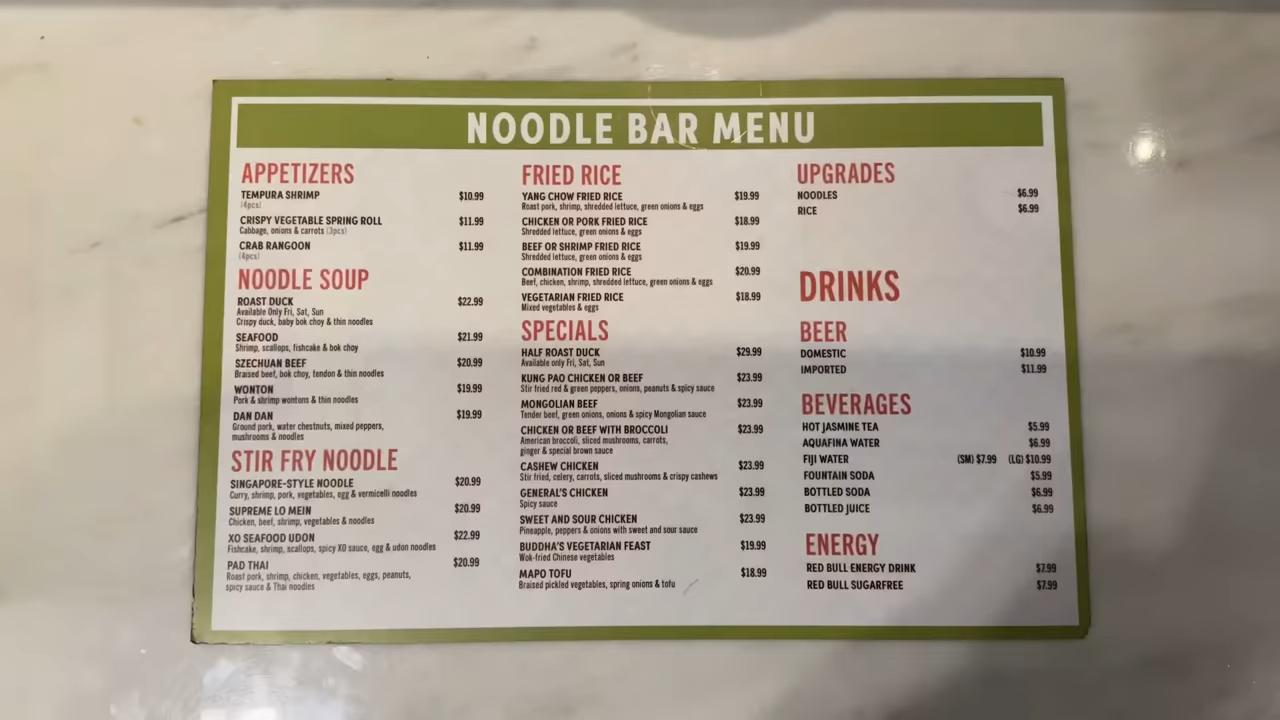 NOODLE BAR MENU
APPETIZERS
TEMPURA SHRIMP $10.99
(4pcs)
CRISPY VEGETABLE SPRING ROLL $11.99
Cabbage, onions & carrots (3pcs)
CRAB RANGOON $11.99
(4pcs)
NOODLE SOUP
ROAST DUCK $22.99
Available Only Fri, Sat, Sun
Crispy duck, baby bok choy & thin noodles
SEAFOOD $21.99
Shrimp, scallops, fishcake & bok choy
SZECHUAN BEEF $20.99
Braised beef, bok choy, tendon & thin noodles
WONTON $19.99
Pork & shrimp wontons & thin noodles
DAN DAN $19.99
Ground pork, water chestnuts, mixed peppers,
mushrooms & noodles
STIR FRY NOODLE
SINGAPORE-STYLE NOODLE $20.99
Curry, shrimp, pork, vegetables, egg & vermicelli noodles
SUPREME LO MEIN $20.99
Chicken, beef, shrimp, vegetables & noodles
XO SEAFOOD UDON $22.99
Fishcake, shrimp, scallops, spicy XO sauce, egg & udon noodles
PAD THAI $20.99
Roast pork, shrimp, chicken, vegetables, eggs, peanuts,
spicy sauce & Thai noodles
FRIED RICE
YANG CHOW FRIED RICE $19.99
Roast pork, shrimp, shredded lettuce, green onions & eggs
CHICKEN OR PORK FRIED RICE $18.99
Shredded lettuce, green onions & eggs
BEEF OR SHRIMP FRIED RICE $19.99
Shredded lettuce, green onions & eggs
COMBINATION FRIED RICE $20.99
Beef, chicken, shrimp, shredded lettuce, green onions & eggs
VEGETARIAN FRIED RICE $18.99
Mixed vegetables & eggs
SPECIALS
HALF ROAST DUCK $29.99
Available only Fri, Sat, Sun
KUNG PAO CHICKEN OR BEEF $23.99
Stir fried red & green peppers, onions, peanuts & spicy sauce
MONGOLIAN BEEF $23.99
Tender beef, green onions, onions & spicy Mongolian sauce
CHICKEN OR BEEF WITH BROCCOLI $23.99
American broccoli, sliced mushrooms, carrots,
ginger & special brown sauce
CASHEW CHICKEN $23.99
Stir fried, celery, carrots, sliced mushrooms & crispy cashews
GENERAL'S CHICKEN $23.99
Spicy sauce
SWEET AND SOUR CHICKEN $23.99
Pineapple, peppers & onions with sweet and sour sauce
BUDDHA'S VEGETARIAN FEAST $19.99
Wok-fried Chinese vegetables
MAPO TOFU $18.99
Braised pickled vegetables, spring onions & tofu
UPGRADES
NOODLES $6.99
RICE $6.99
DRINKS
BEER
DOMESTIC $10.99
IMPORTED $11.99
BEVERAGES
HOT JASMINE TEA $5.99
AQUAFINA WATER $6.99
FIJI WATER (SM) $7.99 (LG) $10.99
FOUNTAIN SODA $5.99
BOTTLED SODA $6.99
BOTTLED JUICE $6.99
ENERGY
RED BULL ENERGY DRINK $7.99
RED BULL SUGARFREE $7.99